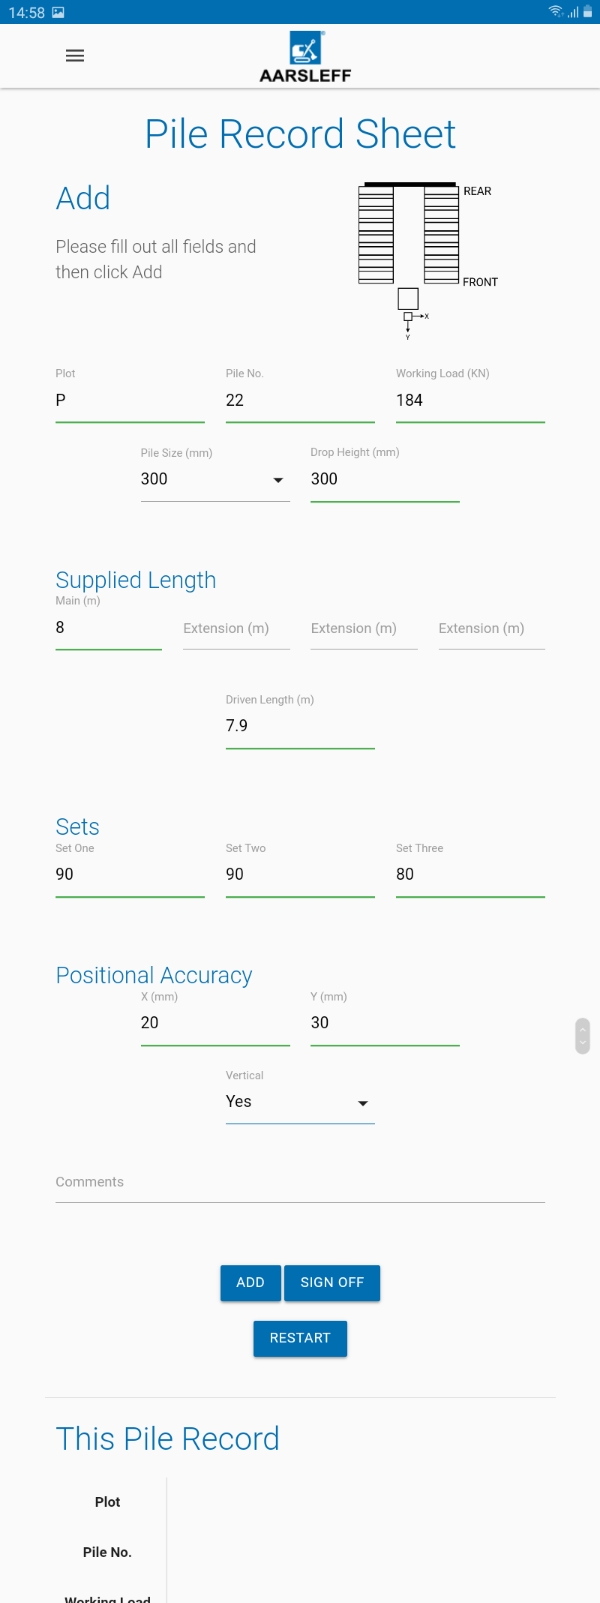 14:58
AARSLEFF
Pile Record Sheet
Add
Please fill out all fields and
then click Add
REAR
FRONT
X
Y
Plot
Pile No.
Working Load (KN)
P
22
184
Pile Size (mm)
Drop Height (mm)
300
300
Supplied Length
Main (m)
8
Extension (m)
Extension (m)
Extension (m)
Driven Length (m)
7.9
Sets
Set One
Set Two
Set Three
90
90
80
Positional Accuracy
X (mm)
Y (mm)
20
30
Vertical
Yes
Comments
ADD
SIGN OFF
RESTART
This Pile Record
Plot
Pile No.
Working Load